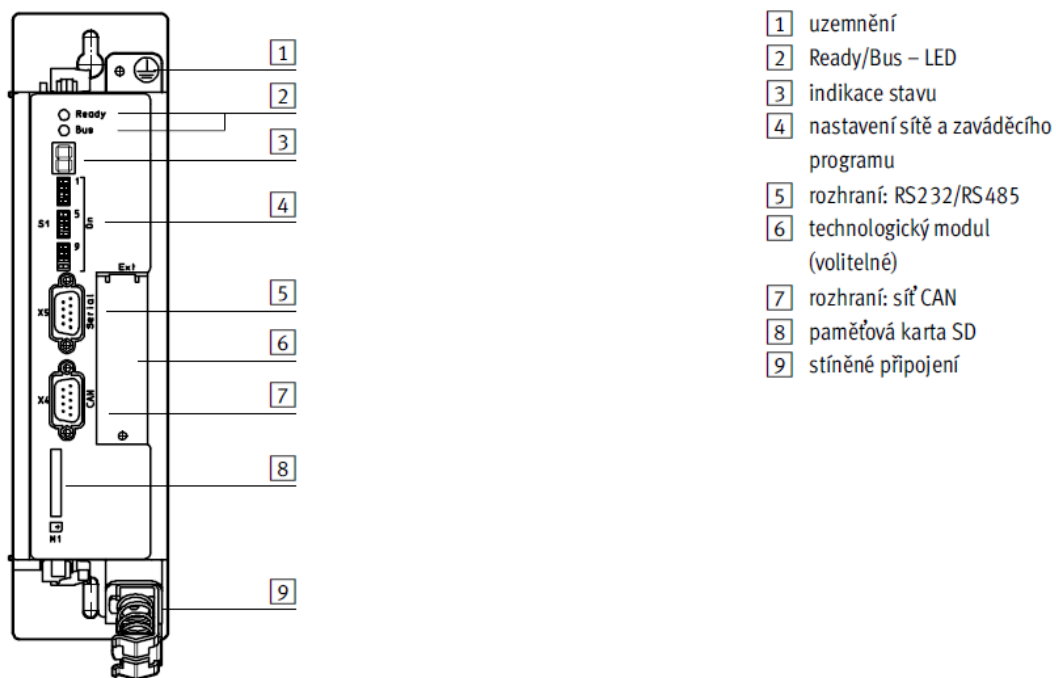 1
2
3
4
5
6
7
8
9
Ready
Bus
1
S1
5
On
9
Ext
X5
Serial
X4
CAN
M1
1 uzemnění
2 Ready/Bus – LED
3 indikace stavu
4 nastavení sítě a zaváděcího
programu
5 rozhraní: RS232/RS485
6 technologický modul
(volitelné)
7 rozhraní: síť CAN
8 paměťová karta SD
9 stíněné připojení